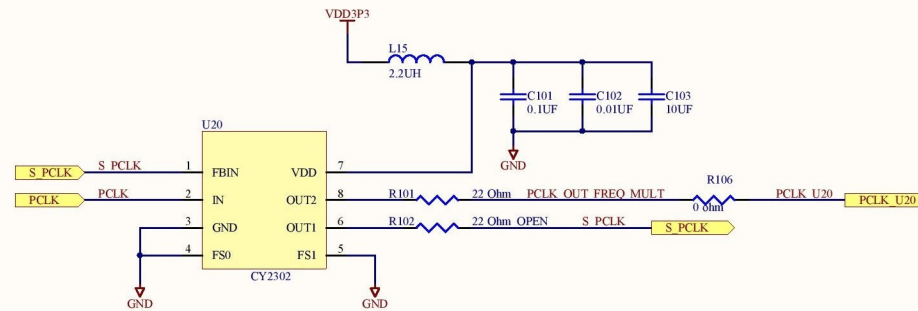 VDD3P3
L15
2.2UH
C101
0.1UF
C102
0.01UF
C103
10UF
GND
U20
S_PCLK
S_PCLK
1
FBIN
VDD
7
PCLK
PCLK
2
IN
OUT2
8
R101
22 Ohm
PCLK_OUT_FREQ_MULT
R106
0 ohm
PCLK_U20
PCLK_U20
3
GND
OUT1
6
R102
22 Ohm OPEN
S_PCLK
S_PCLK
4
FS0
FS1
5
CY2302
GND
GND